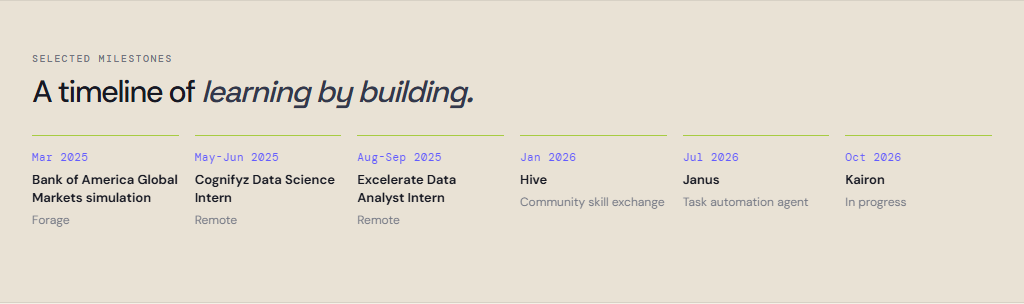 SELECTED MILESTONES
A timeline of learning by building.
Mar 2025
Bank of America Global
Markets simulation
Forage
May-Jun 2025
Cognifyz Data Science
Intern
Remote
Aug-Sep 2025
Excelerate Data
Analyst Intern
Remote
Jan 2026
Hive
Community skill exchange
Jul 2026
Janus
Task automation agent
Oct 2026
Kairon
In progress